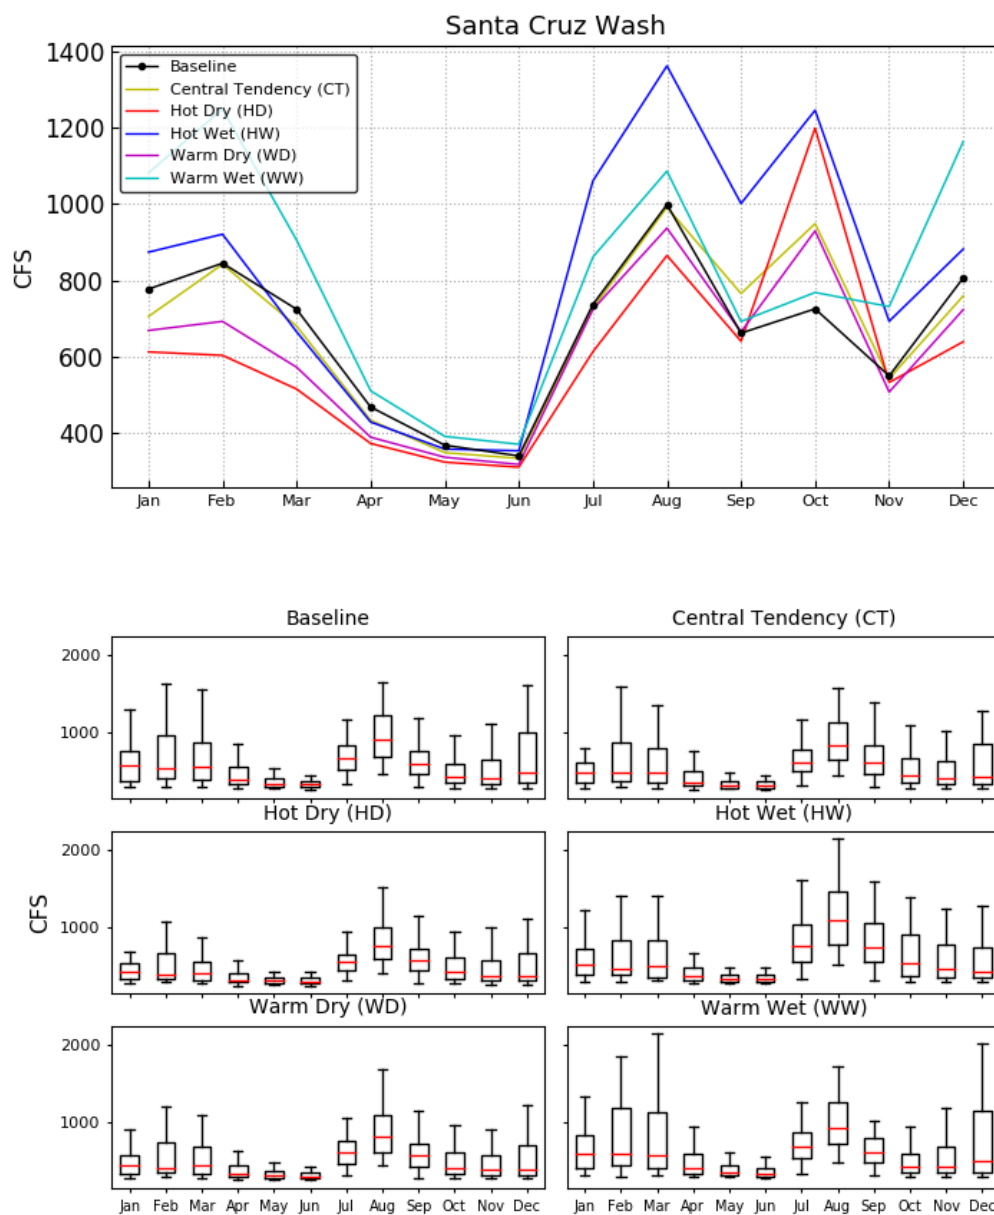 Santa Cruz Wash
1400
1200
1000
800
600
400
CFS
Baseline
Central Tendency (CT)
Hot Dry (HD)
Hot Wet (HW)
Warm Dry (WD)
Warm Wet (WW)
Jan Feb Mar Apr May Jun Jul Aug Sep Oct Nov Dec
Baseline Central Tendency (CT)
2000
1000
Hot Dry (HD) Hot Wet (HW)
2000
1000
CFS
Warm Dry (WD) Warm Wet (WW)
2000
1000
Jan Feb Mar Apr May Jun Jul Aug Sep Oct Nov Dec Jan Feb Mar Apr May Jun Jul Aug Sep Oct Nov Dec